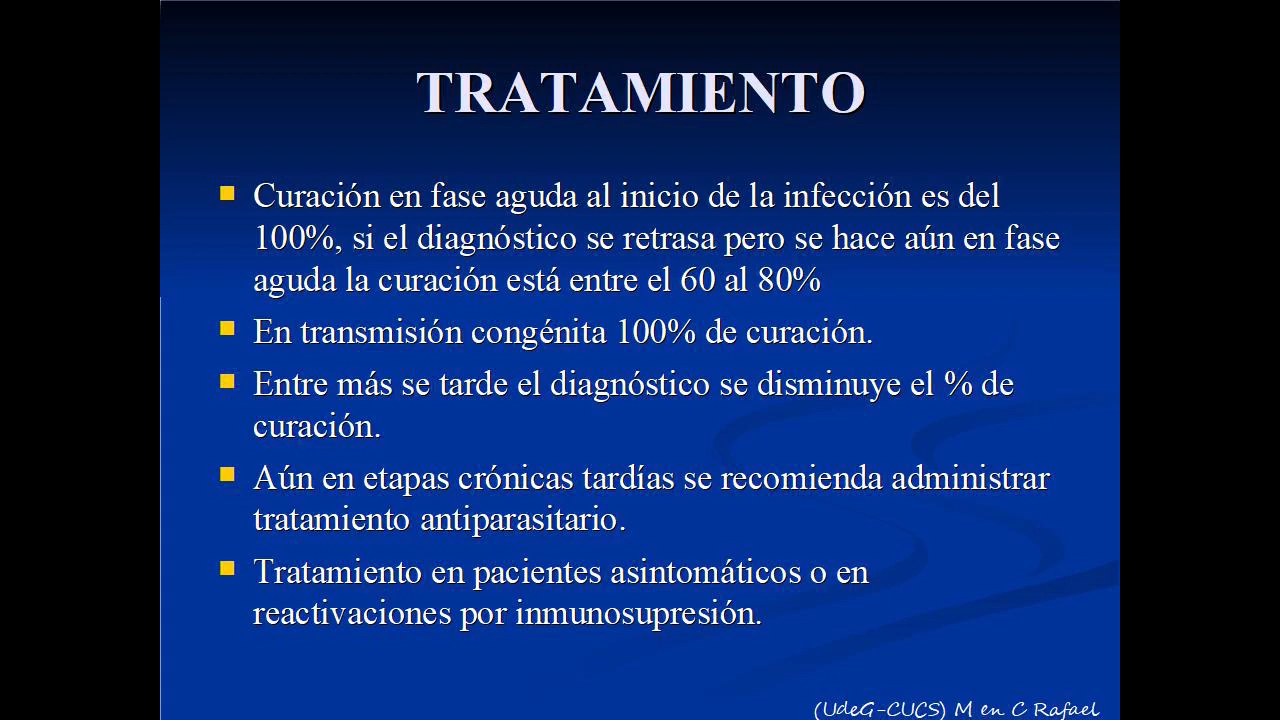 TRATAMIENTO
Curación en fase aguda al inicio de la infección es del
100%, si el diagnóstico se retrasa pero se hace aún en fase
aguda la curación está entre el 60 al 80%
En transmisión congénita 100% de curación.
Entre más se tarde el diagnóstico se disminuye el % de
curación.
Aún en etapas crónicas tardías se recomienda administrar
tratamiento antiparasitario.
Tratamiento en pacientes asintomáticos o en
reactivaciones por inmunosupresión.
(UdeG-CUCS) M en C Rafael